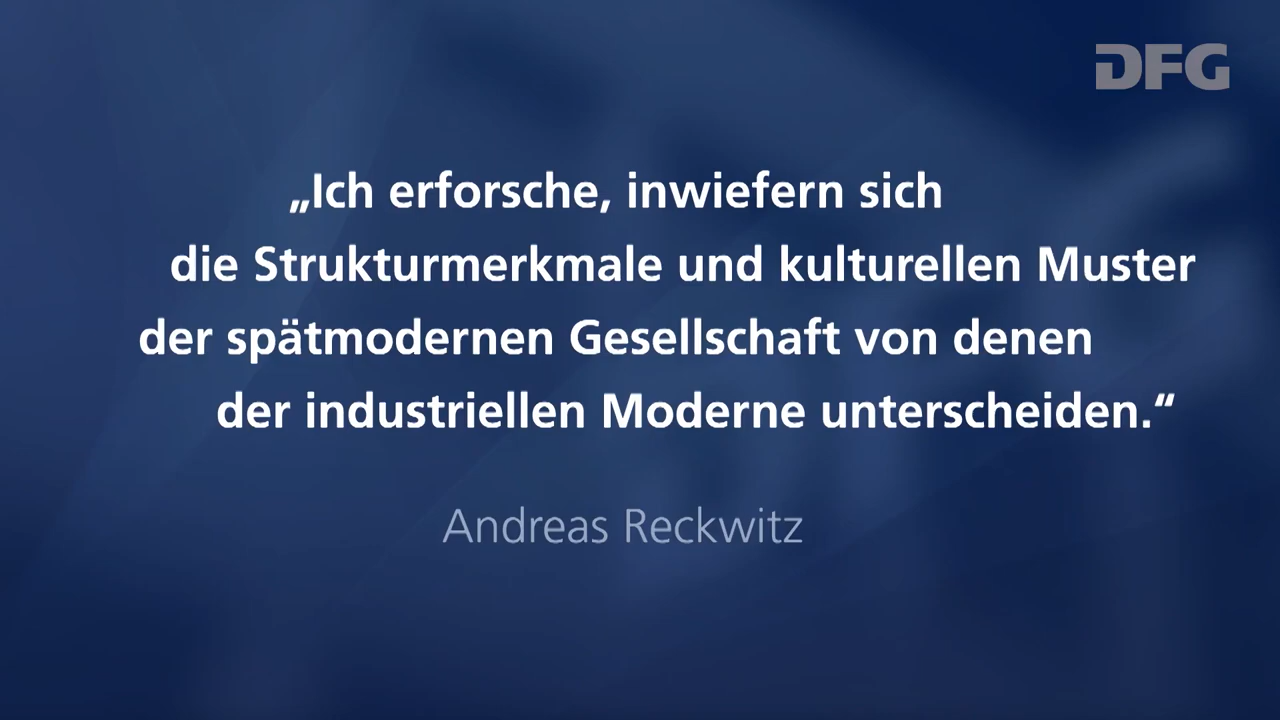 DFG
„Ich erforsche, inwiefern sich
die Strukturmerkmale und kulturellen Muster
der spätmodernen Gesellschaft von denen
der industriellen Moderne unterscheiden.“
Andreas Reckwitz